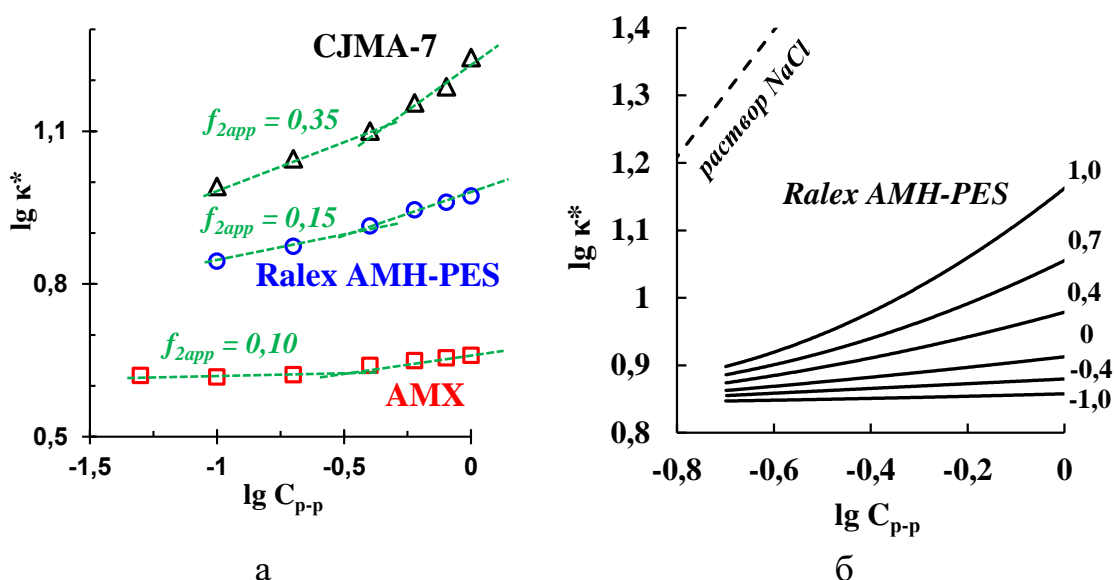 CJMA-7
f2app = 0,35
f2app = 0,15
Ralex AMH-PES
f2app = 0,10
AMX
lg κ*
1,1
0,8
0,5
-1,5
-1
-0,5
0
lg Cp-p
а
раствор NaCl
Ralex AMH-PES
1,0
0,7
0,4
0
-0,4
-1,0
lg κ*
1,4
1,3
1,2
1,1
1
0,9
0,8
-0,8
-0,6
-0,4
-0,2
0
lg Cp-p
б